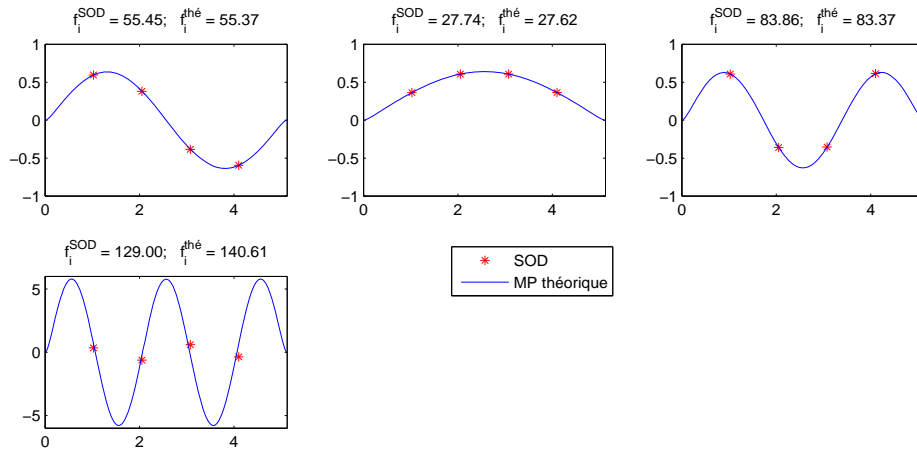 f_i^SOD = 55.45; f_i^thé = 55.37
1
0.5
0
−0.5
−1
0 2 4
f_i^SOD = 27.74; f_i^thé = 27.62
1
0.5
0
−0.5
−1
0 2 4
f_i^SOD = 83.86; f_i^thé = 83.37
1
0.5
0
−0.5
−1
0 2 4
f_i^SOD = 129.00; f_i^thé = 140.61
5
0
−5
0 2 4
SOD
MP théorique